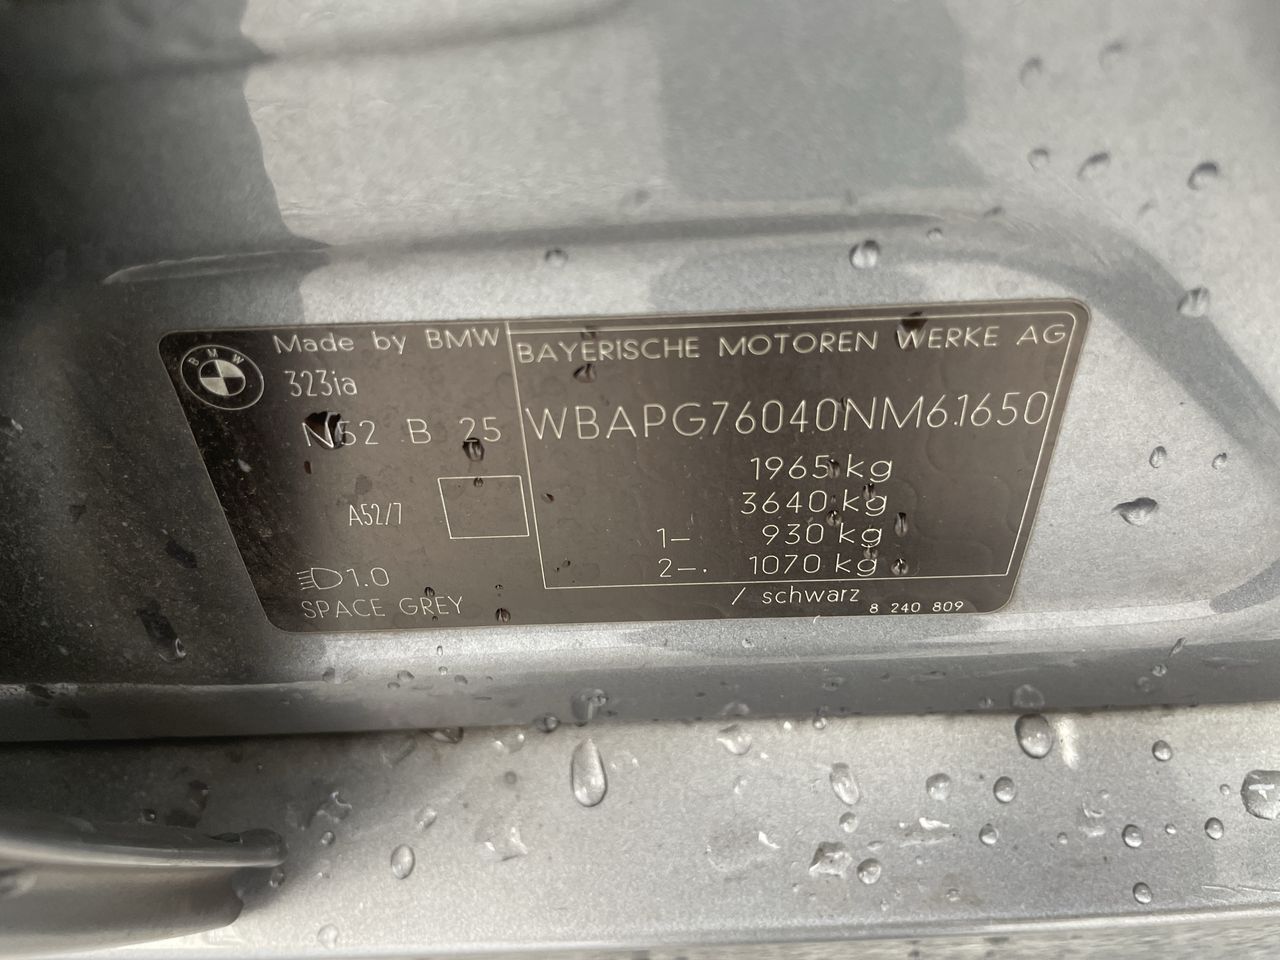 BMW
Made by BMW
323ia
N52 B 25
A52/7
1.0
SPACE GREY
BAYERISCHE MOTOREN WERKE AG
WBAPG76040NM61650
1965 kg
3640 kg
1- 930 kg
2- 1070 kg
/ schwarz
8 240 809